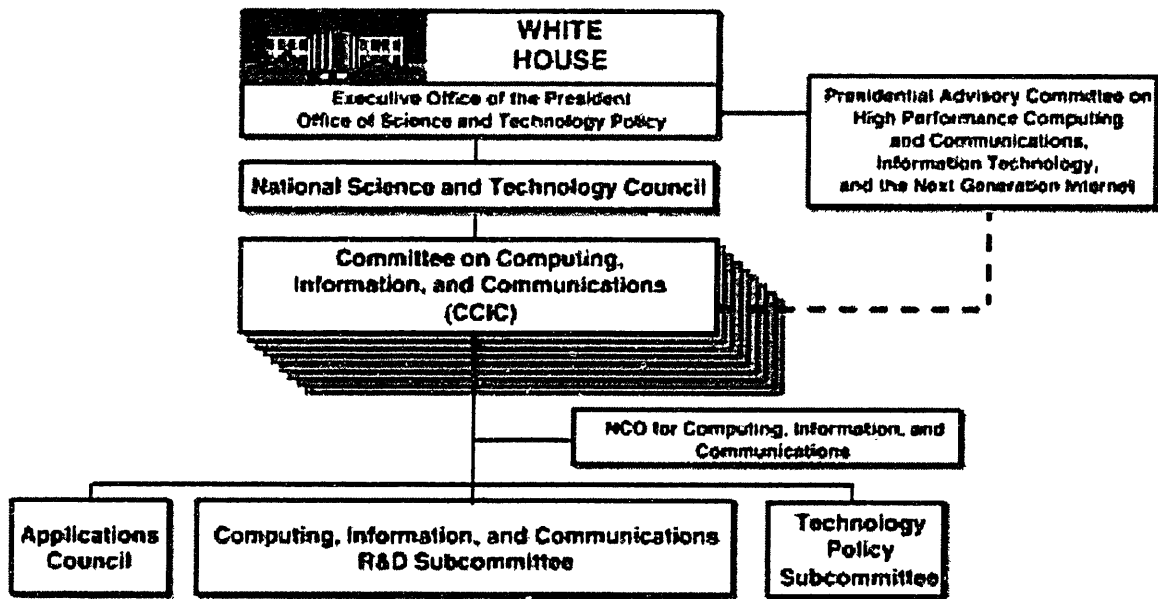 WHITE
HOUSE
Executive Office of the President
Office of Science and Technology Policy
Presidential Advisory Committee on
High Performance Computing
and Communications,
Information Technology,
and the Next Generation Internet
National Science and Technology Council
Committee on Computing,
Information, and Communications
(CCIC)
NCO for Computing, Information, and
Communications
Applications
Council
Computing, Information, and Communications
R&D Subcommittee
Technology
Policy
Subcommittee